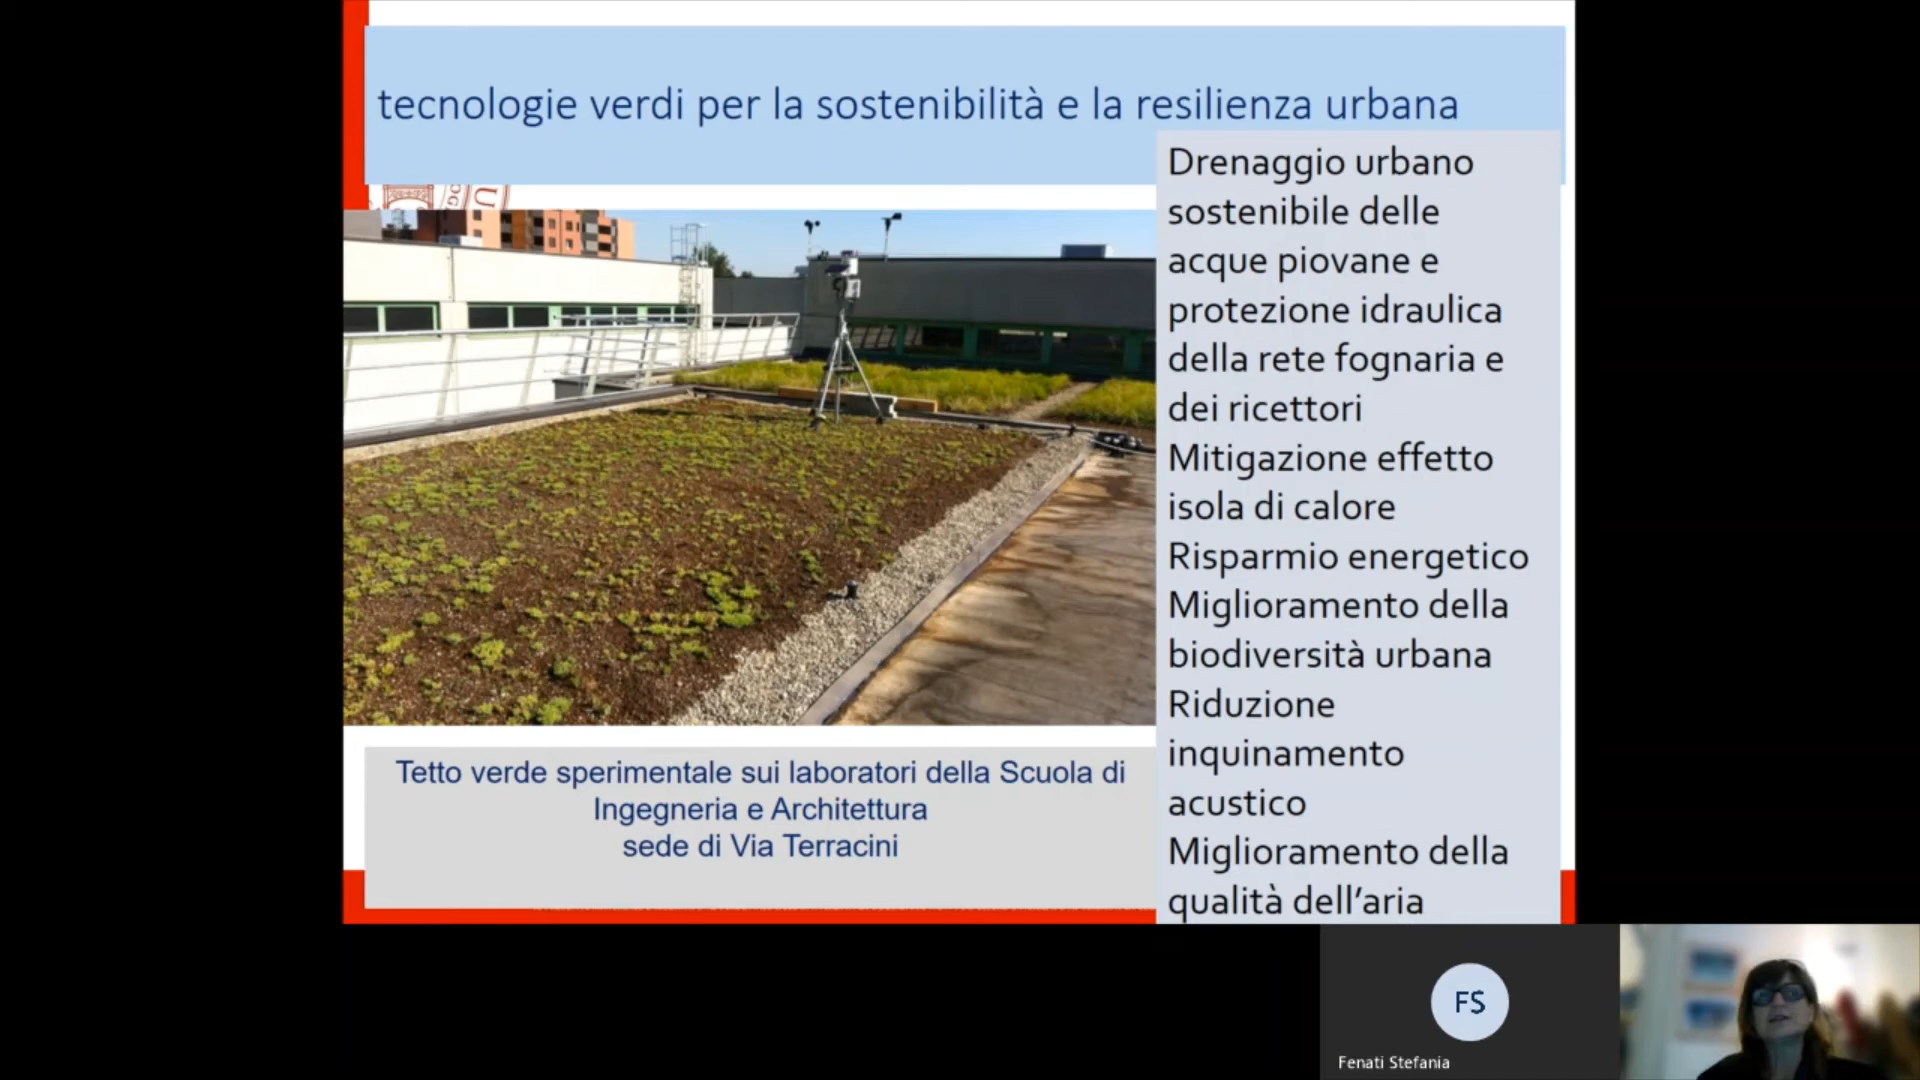 tecnologie verdi per la sostenibilità e la resilienza urbana
Drenaggio urbano
sostenibile delle
acque piovane e
protezione idraulica
della rete fognaria e
dei ricettori
Mitigazione effetto
isola di calore
Risparmio energetico
Miglioramento della
biodiversità urbana
Riduzione
inquinamento
acustico
Miglioramento della
qualità dell’aria
Tetto verde sperimentale sui laboratori della Scuola di
Ingegneria e Architettura
sede di Via Terracini
FS
Fenati Stefania